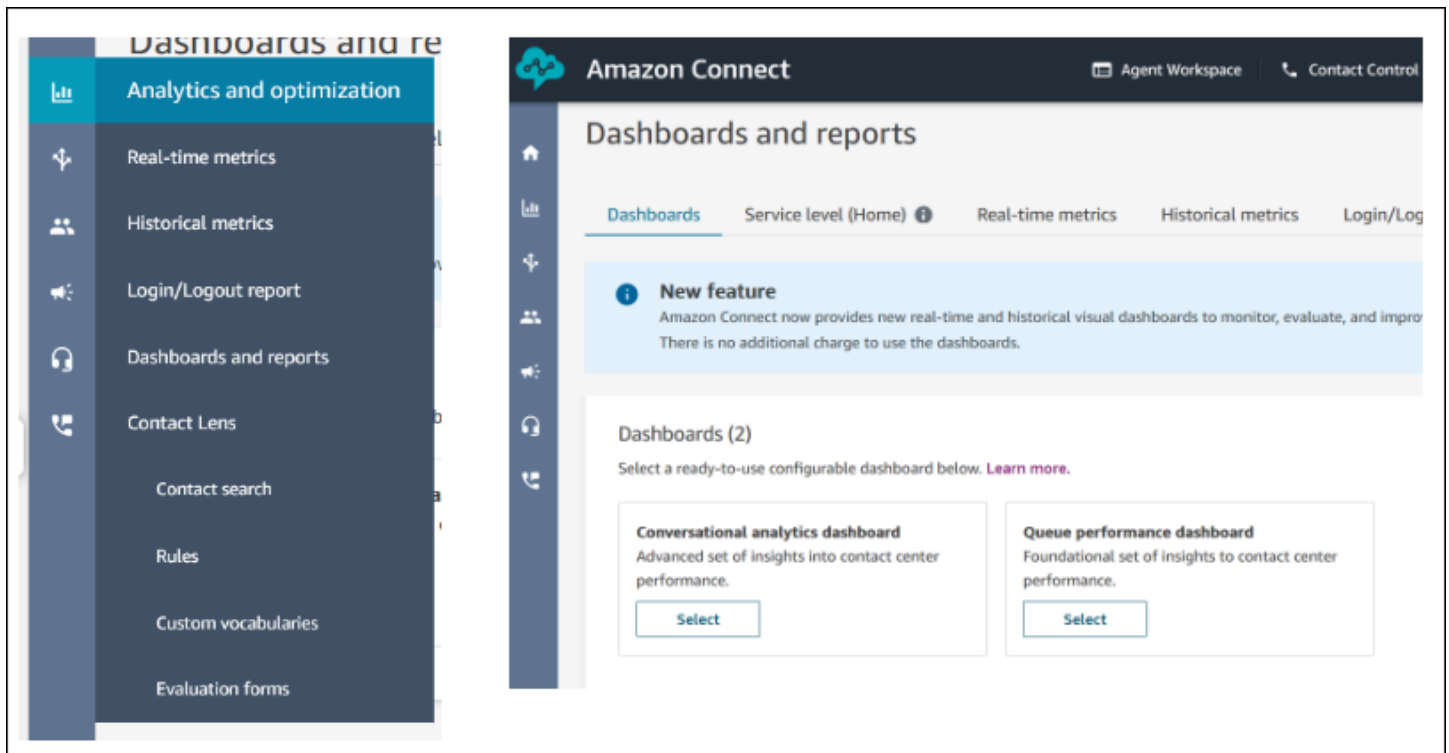 Dashboards and re
Analytics and optimization
Real-time metrics
Historical metrics
Login/Logout report
Dashboards and reports
Contact Lens
Contact search
Rules
Custom vocabularies
Evaluation forms
Amazon Connect
Agent Workspace
Contact Control
Dashboards and reports
Dashboards
Service level (Home)
Real-time metrics
Historical metrics
Login/Log
New feature
Amazon Connect now provides new real-time and historical visual dashboards to monitor, evaluate, and impro
There is no additional charge to use the dashboards.
Dashboards (2)
Select a ready-to-use configurable dashboard below. Learn more.
Conversational analytics dashboard
Advanced set of insights into contact center
performance.
Select
Queue performance dashboard
Foundational set of insights to contact center
performance.
Select